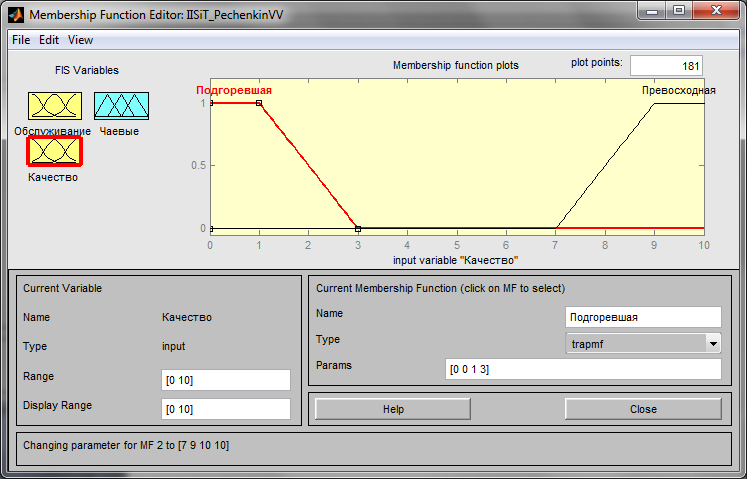 Membership Function Editor: IISiT_PechenkinVV
File Edit View
FIS Variables
Обслуживание Чаевые
Качество
Membership function plots plot points: 181
Подгоревшая Превосходная
1
0.5
0
0 1 2 3 4 5 6 7 8 9 10
input variable "Качество"
Current Variable
Name Качество
Type input
Range [0 10]
Display Range [0 10]
Current Membership Function (click on MF to select)
Name Подгоревшая
Type trapmf
Params [0 0 1 3]
Help Close
Changing parameter for MF 2 to [7 9 10 10]